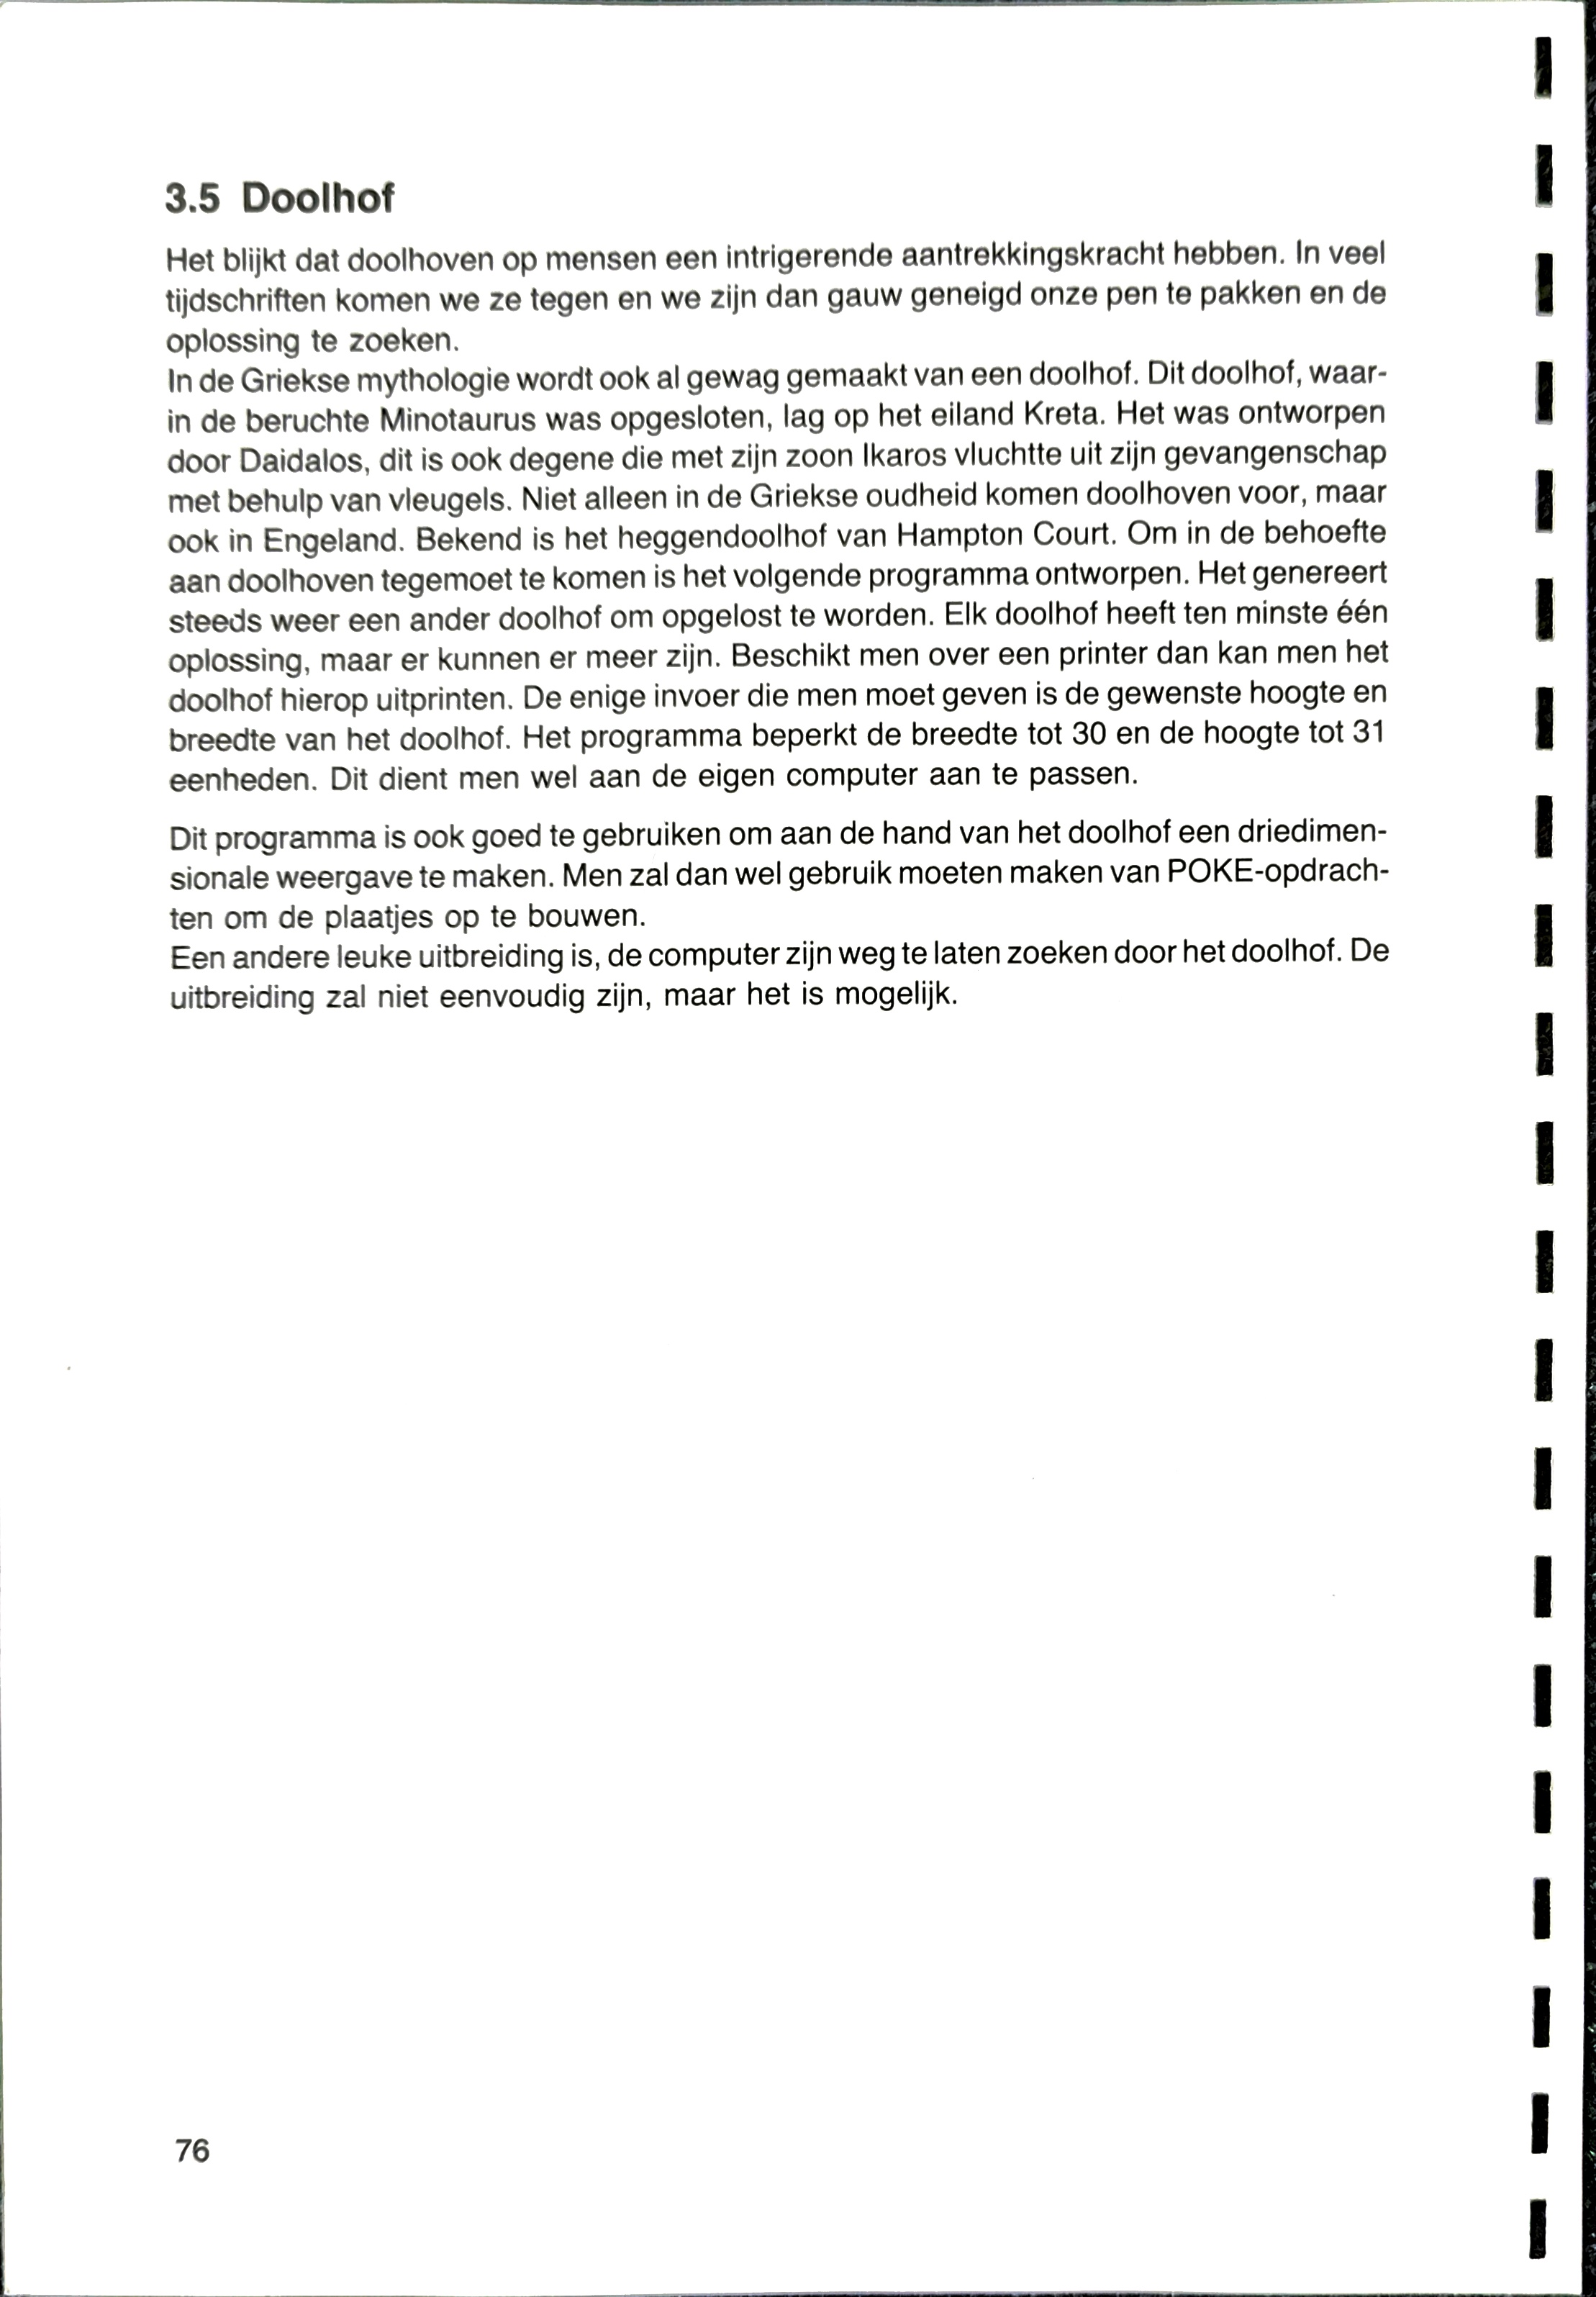 3.5 Doolhof
Het blijkt dat doolhoven op mensen een intrigerende aantrekkingskracht hebben. In veel
tijdschriften komen we ze tegen en we zijn dan gauw geneigd onze pen te pakken en de
oplossing te zoeken.
In de Griekse mythologie wordt ook al gewag gemaakt van een doolhof. Dit doolhof, waar-
in de beruchte Minotaurus was opgesloten, lag op het eiland Kreta. Het was ontworpen
door Daidalos, dit is ook degene die met zijn zoon Ikaros vluchtte uit zijn gevangenschap
met behulp van vleugels. Niet alleen in de Griekse oudheid komen doolhoven voor, maar
ook in Engeland. Bekend is het heggendoolhof van Hampton Court. Om in de behoefte
aan doolhoven tegemoet te komen is het volgende programma ontworpen. Het genereert
steeds weer een ander doolhof om opgelost te worden. Elk doolhof heeft ten minste één
oplossing, maar er kunnen er meer zijn. Beschikt men over een printer dan kan men het
doolhof hierop uitprinten. De enige invoer die men moet geven is de gewenste hoogte en
breedte van het doolhof. Het programma beperkt de breedte tot 30 en de hoogte tot 31
eenheden. Dit dient men wel aan de eigen computer aan te passen.
Dit programma is ook goed te gebruiken om aan de hand van het doolhof een driedimen-
sionale weergave te maken. Men zal dan wel gebruik moeten maken van POKE-opdrach-
ten om de plaatjes op te bouwen.
Een andere leuke uitbreiding is, de computer zijn weg te laten zoeken door het doolhof. De
uitbreiding zal niet eenvoudig zijn, maar het is mogelijk.
76